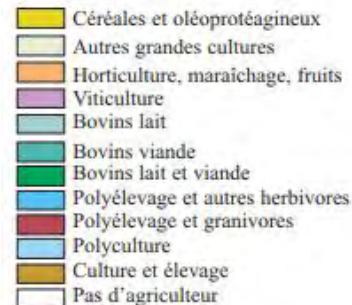 Céréales et oléoprotéagineux
Autres grandes cultures
Horticulture, maraîchage, fruits
Viticulture
Bovins lait
Bovins viande
Bovins lait et viande
Polyélevage et autres herbivores
Polyélevage et granivores
Polyculture
Culture et élevage
Pas d'agriculteur